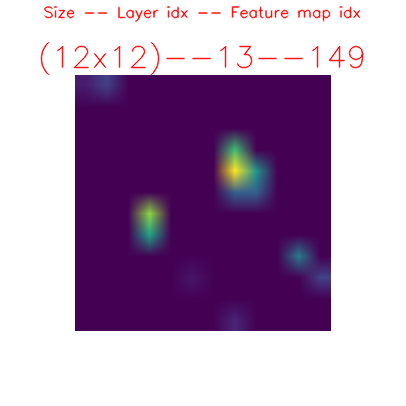 Size -- Layer idx -- Feature map idx
(12x12)--13--149